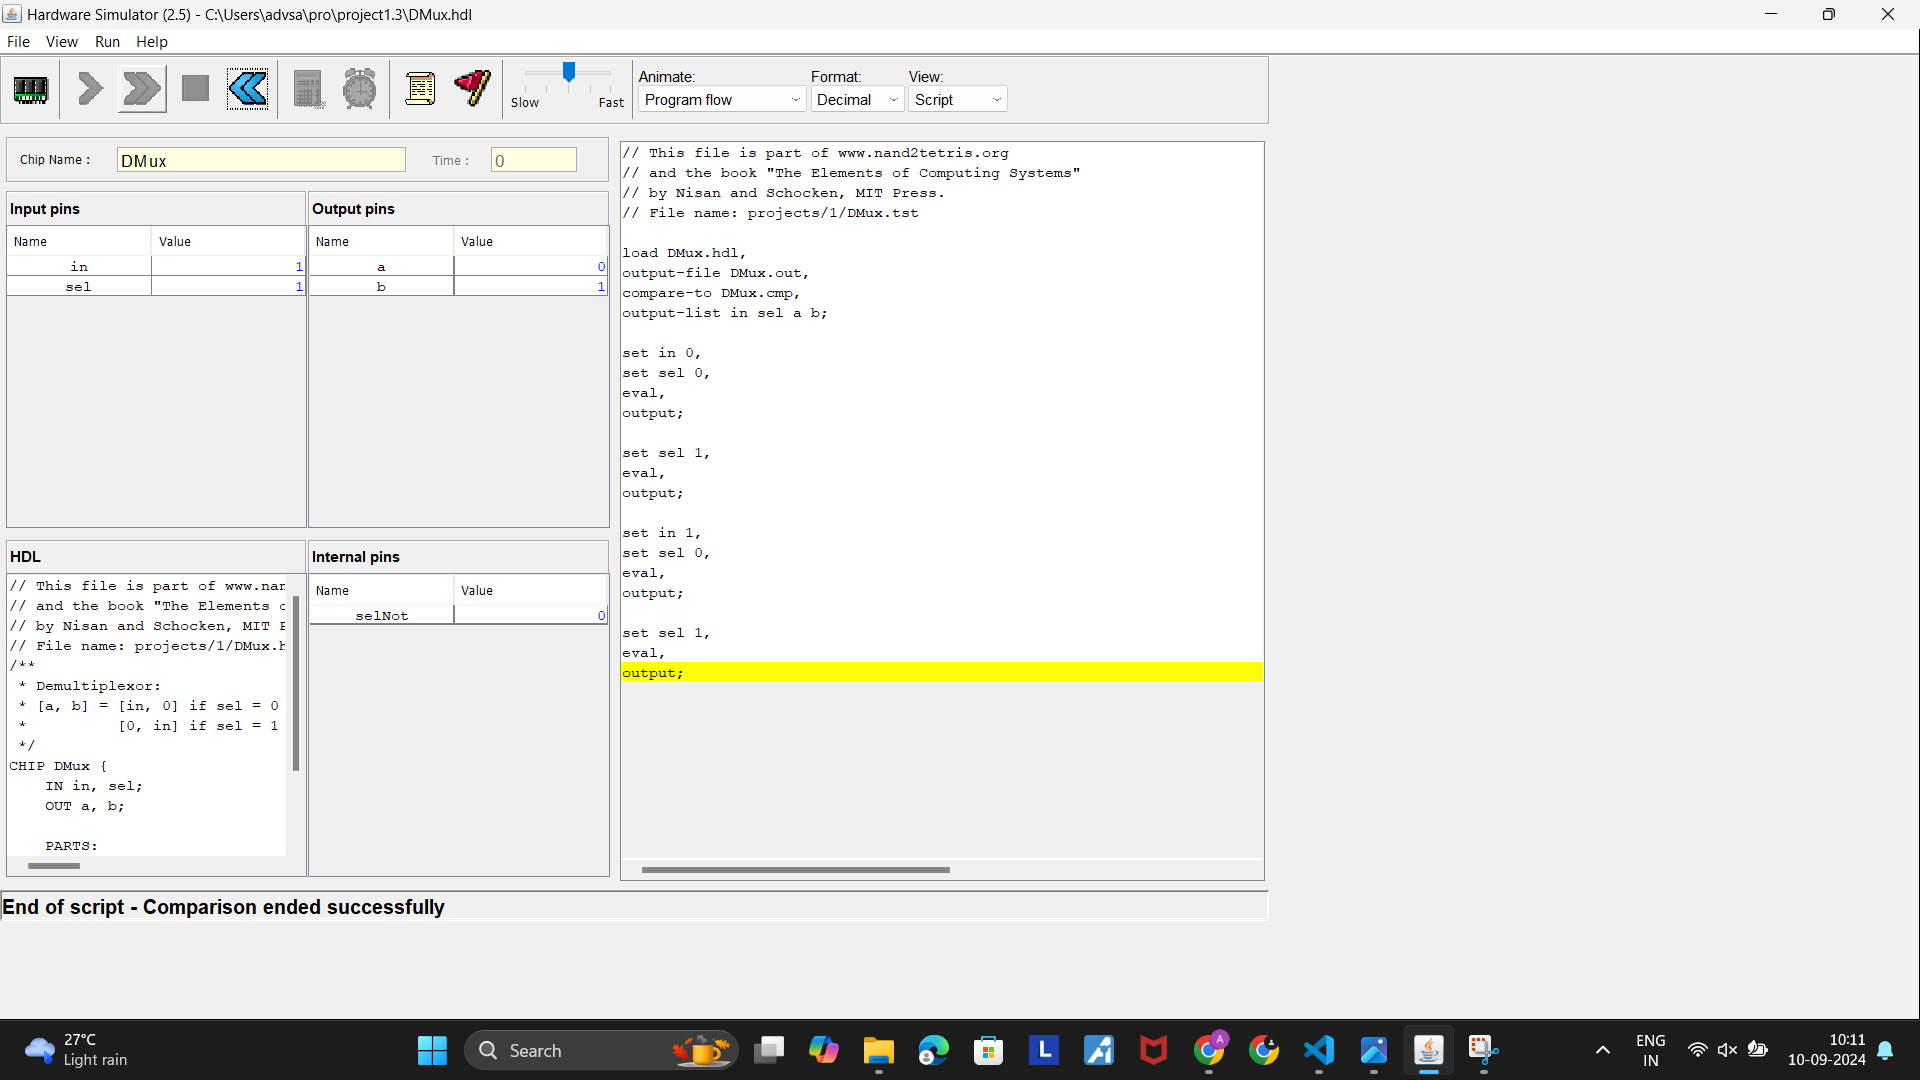 Hardware Simulator (2.5) - C:\Users\advsa\pro\project1.3\DMux.hdl
File View Run Help
Slow Fast
Animate: Format: View:
Program flow Decimal Script
Chip Name : DMux Time : 0
Input pins
Name Value
in 1
sel 1
Output pins
Name Value
a 0
b 1
HDL
// This file is part of www.nan
// and the book "The Elements o
// by Nisan and Schocken, MIT P
// File name: projects/1/DMux.h
/**
* Demultiplexor:
* [a, b] = [in, 0] if sel = 0
* [0, in] if sel = 1
*/
CHIP DMux {
IN in, sel;
OUT a, b;
PARTS:
Internal pins
Name Value
selNot 0
// This file is part of www.nand2tetris.org
// and the book "The Elements of Computing Systems"
// by Nisan and Schocken, MIT Press.
// File name: projects/1/DMux.tst
load DMux.hdl,
output-file DMux.out,
compare-to DMux.cmp,
output-list in sel a b;
set in 0,
set sel 0,
eval,
output;
set sel 1,
eval,
output;
set in 1,
set sel 0,
eval,
output;
set sel 1,
eval,
output;
End of script - Comparison ended successfully
27°C
Light rain
Search
L
A
ENG
IN
10:11
10-09-2024